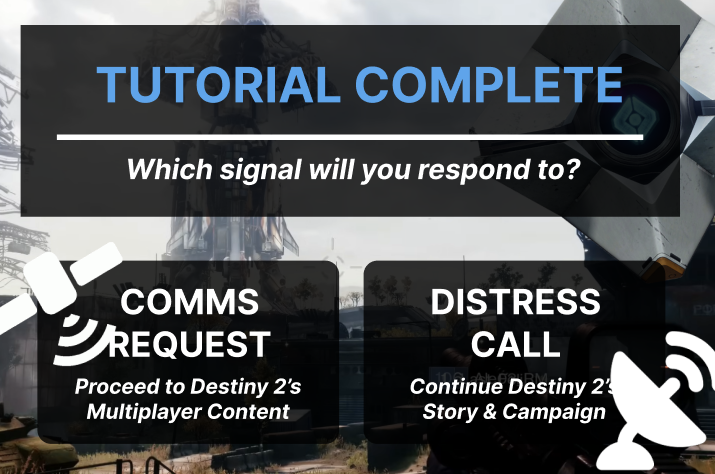 TUTORIAL COMPLETE
Which signal will you respond to?
COMMS
REQUEST
Proceed to Destiny 2's
Multiplayer Content
DISTRESS
CALL
Continue Destiny 2's
Story & Campaign